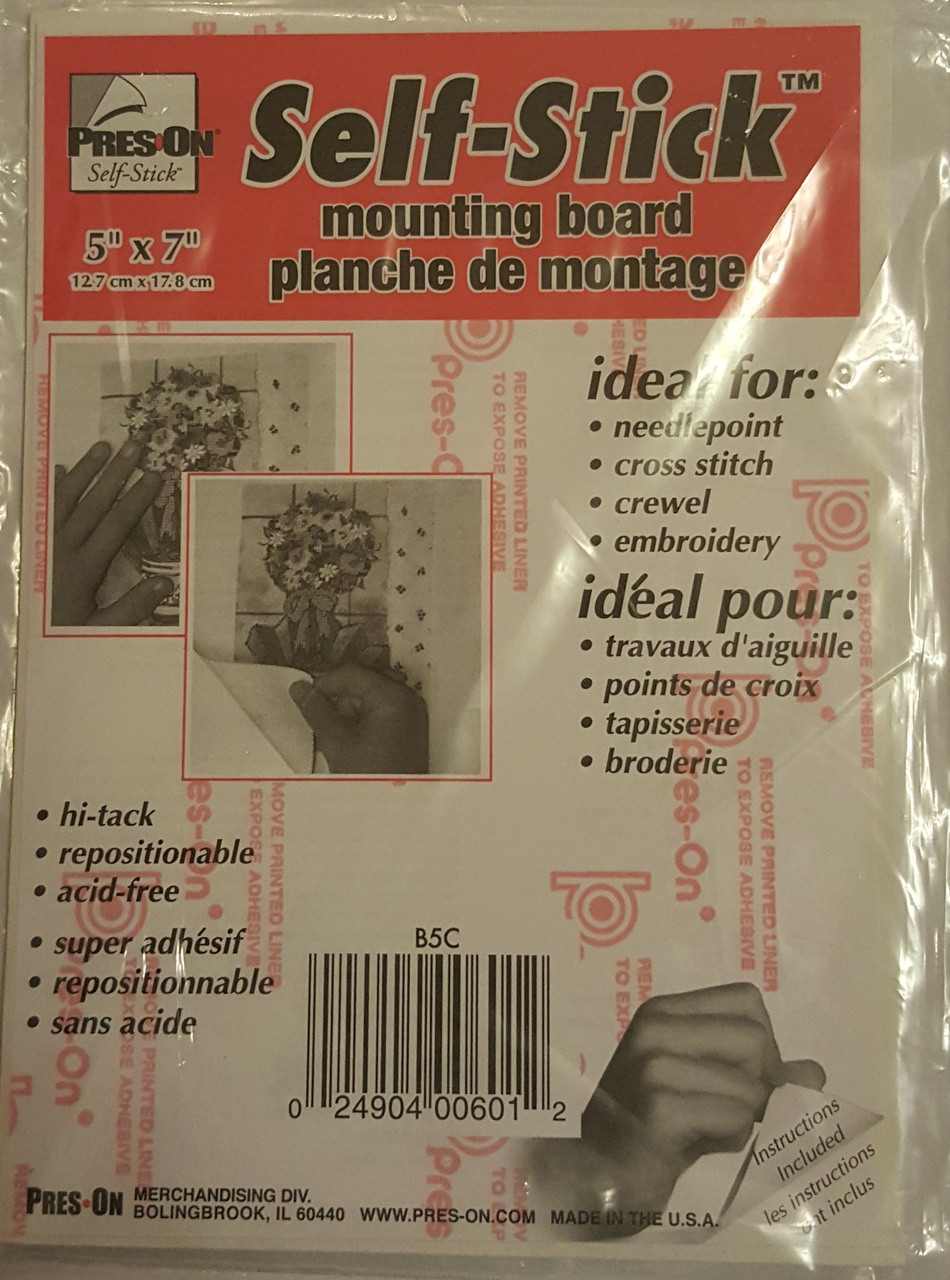 Self-Stick™
PRES•ON®
Self-Stick™
mounting board
planche de montage
5" x 7"
12.7 cm x 17.8 cm
ideal for:
• needlepoint
• cross stitch
• crewel
• embroidery
idéal pour:
• travaux d'aiguille
• points de croix
• tapisserie
• broderie
pres-On
REMOVE PRINTED LINER
TO EXPOSE ADHESIVE
• hi-tack
• repositionable
• acid-free
• super adhésif
• repositionnable
• sans acide
B5C
0 24904 00601 2
Instructions
Included
les instructions
ont inclus
PRES•ON MERCHANDISING DIV.
BOLINGBROOK, IL 60440 WWW.PRES-ON.COM MADE IN THE U.S.A.